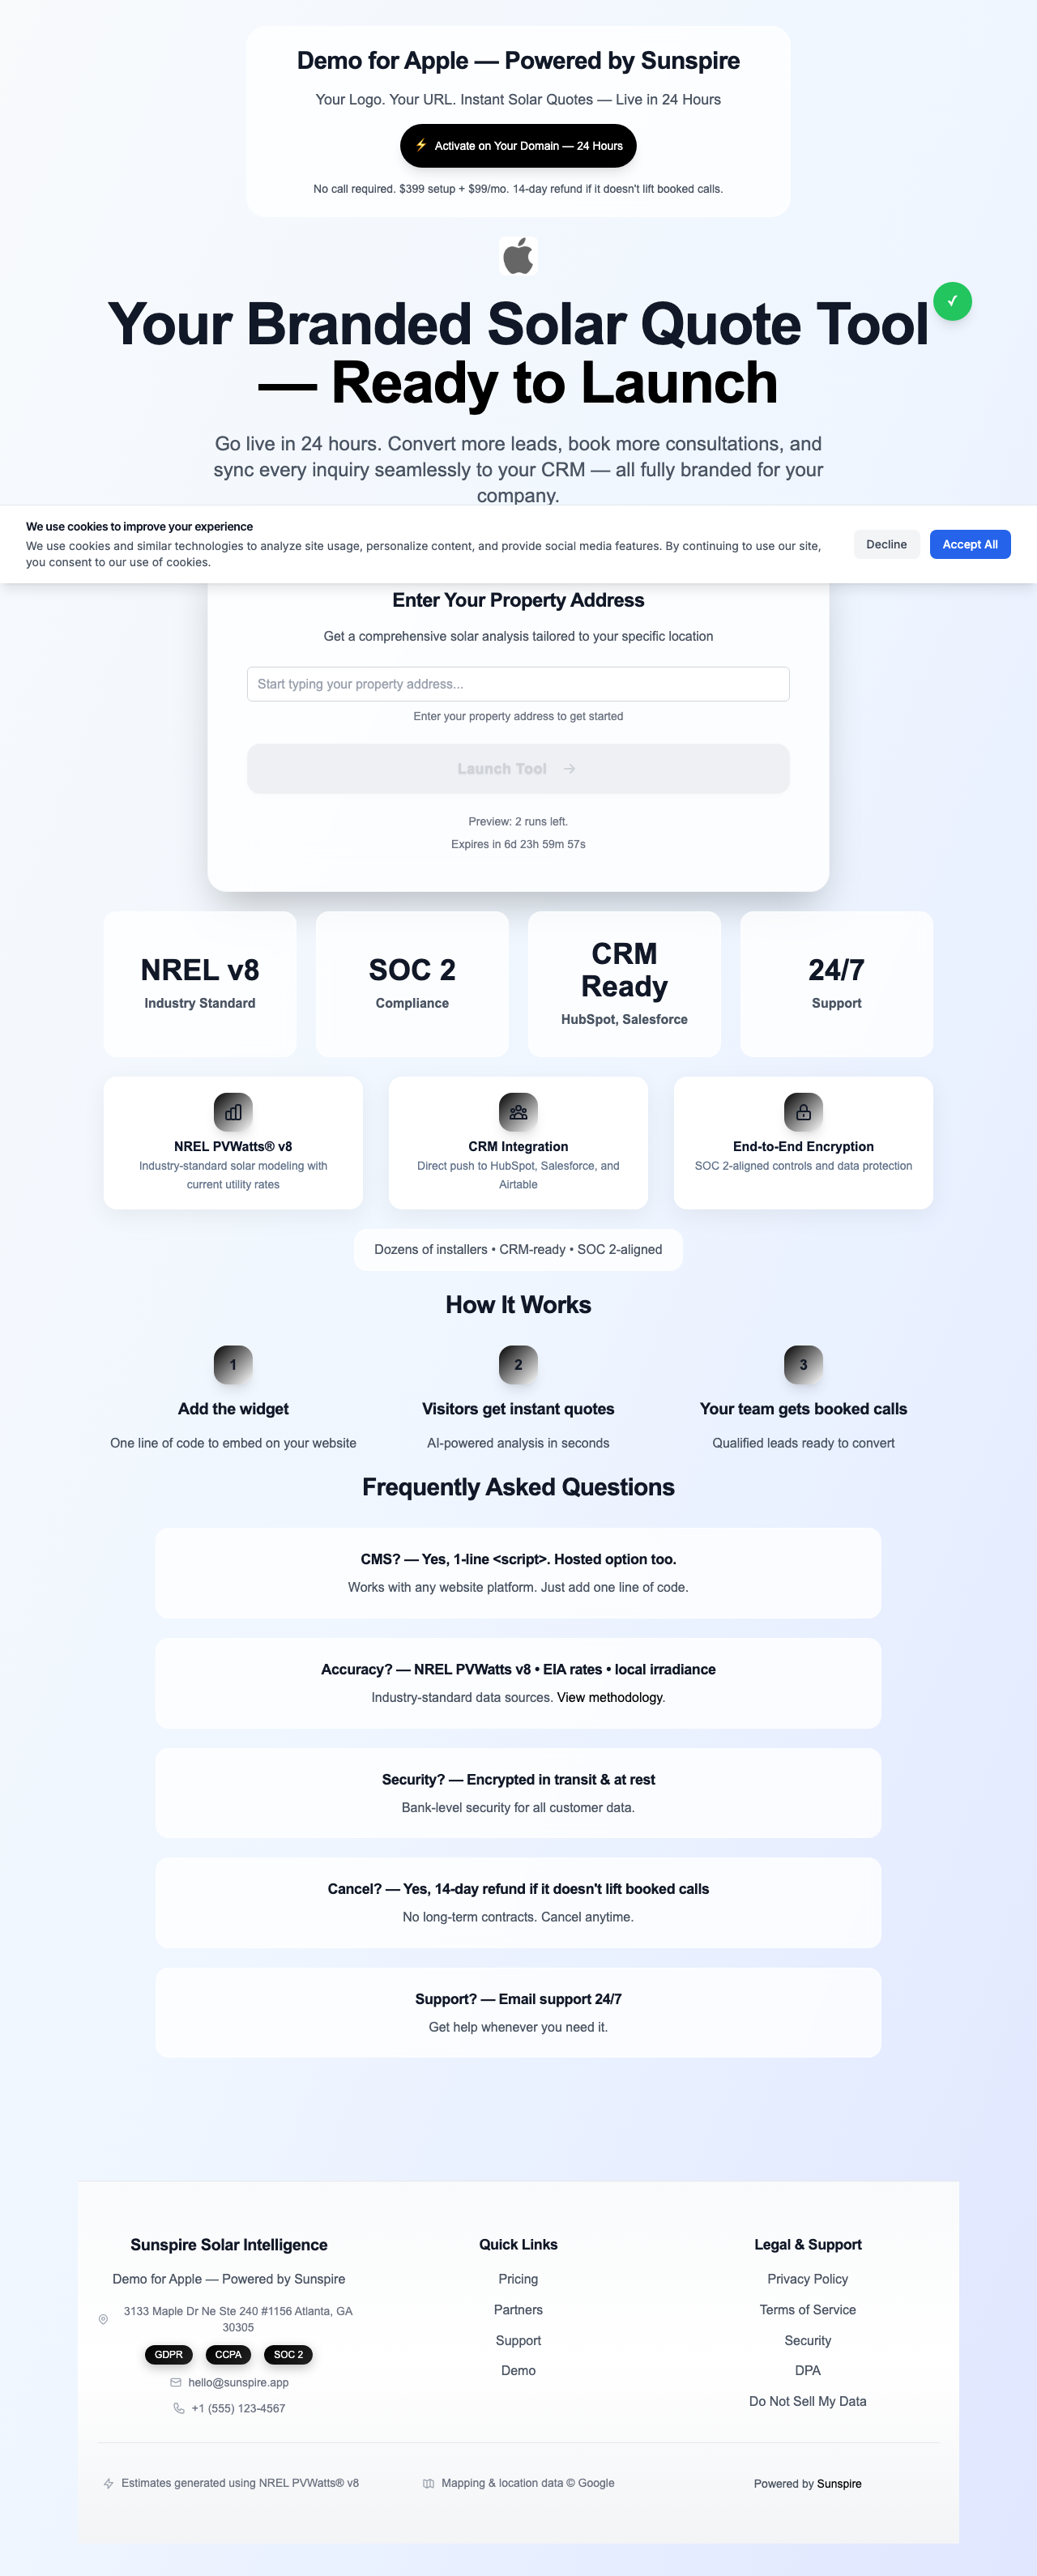 Demo for Apple — Powered by Sunspire
Your Logo. Your URL. Instant Solar Quotes — Live in 24 Hours
⚡ Activate on Your Domain — 24 Hours
No call required. $399 setup + $99/mo. 14-day refund if it doesn't lift booked calls.
✓
Your Branded Solar Quote Tool
— Ready to Launch
Go live in 24 hours. Convert more leads, book more consultations, and
sync every inquiry seamlessly to your CRM — all fully branded for your
company.
We use cookies to improve your experience
We use cookies and similar technologies to analyze site usage, personalize content, and provide social media features. By continuing to use our site,
you consent to our use of cookies.
Decline
Accept All
Enter Your Property Address
Get a comprehensive solar analysis tailored to your specific location
Start typing your property address...
Enter your property address to get started
Launch Tool →
Preview: 2 runs left.
Expires in 6d 23h 59m 57s
NREL v8
Industry Standard
SOC 2
Compliance
CRM
Ready
HubSpot, Salesforce
24/7
Support
NREL PVWatts® v8
Industry-standard solar modeling with
current utility rates
CRM Integration
Direct push to HubSpot, Salesforce, and
Airtable
End-to-End Encryption
SOC 2-aligned controls and data protection
Dozens of installers • CRM-ready • SOC 2-aligned
How It Works
1
Add the widget
One line of code to embed on your website
2
Visitors get instant quotes
AI-powered analysis in seconds
3
Your team gets booked calls
Qualified leads ready to convert
Frequently Asked Questions
CMS? — Yes, 1-line <script>. Hosted option too.
Works with any website platform. Just add one line of code.
Accuracy? — NREL PVWatts v8 • EIA rates • local irradiance
Industry-standard data sources. View methodology.
Security? — Encrypted in transit & at rest
Bank-level security for all customer data.
Cancel? — Yes, 14-day refund if it doesn't lift booked calls
No long-term contracts. Cancel anytime.
Support? — Email support 24/7
Get help whenever you need it.
Sunspire Solar Intelligence
Demo for Apple — Powered by Sunspire
3133 Maple Dr Ne Ste 240 #1156 Atlanta, GA
30305
GDPR
CCPA
SOC 2
hello@sunspire.app
+1 (555) 123-4567
Quick Links
Pricing
Partners
Support
Demo
Legal & Support
Privacy Policy
Terms of Service
Security
DPA
Do Not Sell My Data
Estimates generated using NREL PVWatts® v8
Mapping & location data © Google
Powered by Sunspire